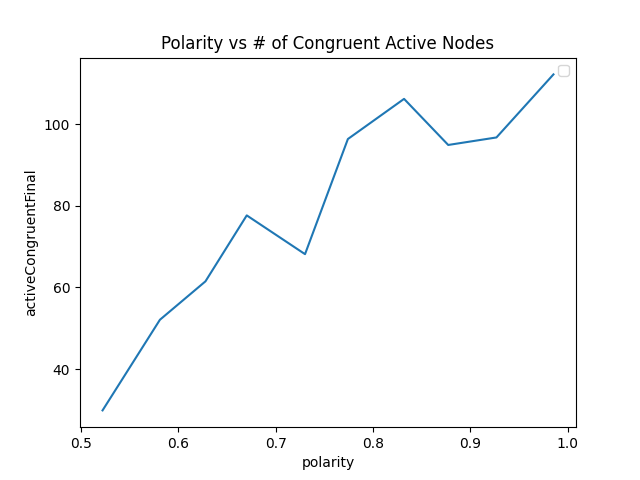 Polarity vs # of Congruent Active Nodes
100
80
60
40
activeCongruentFinal
0.5 0.6 0.7 0.8 0.9 1.0
polarity